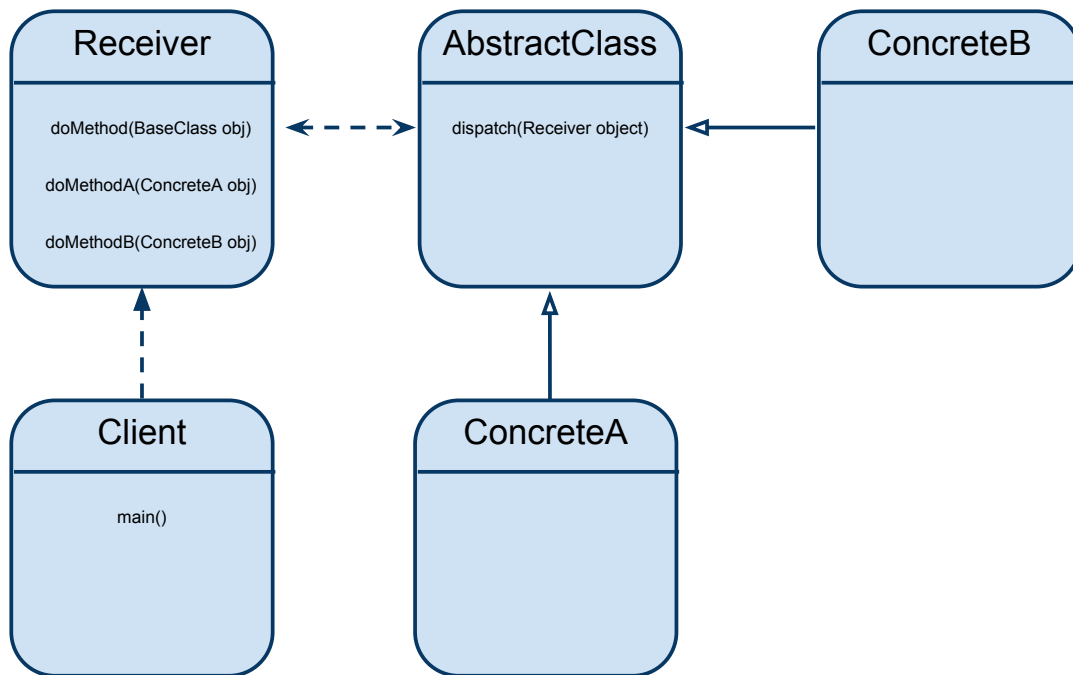 Receiver
doMethod(BaseClass obj)
doMethodA(ConcreteA obj)
doMethodB(ConcreteB obj)
AbstractClass
dispatch(Receiver object)
ConcreteB
Client
main()
ConcreteA